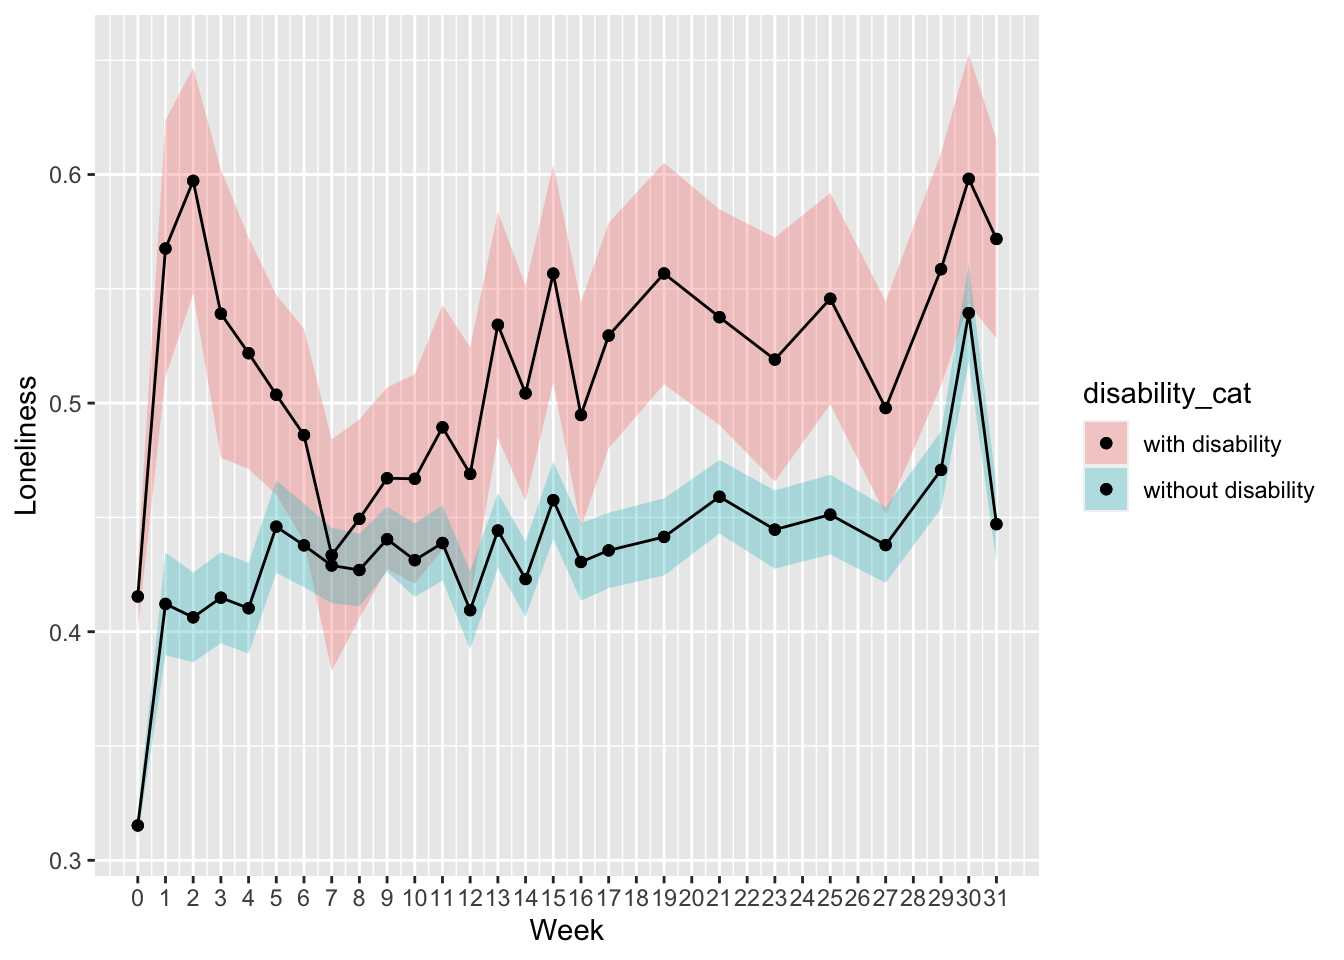 Loneliness
0.6
0.5
0.4
0.3
0 1 2 3 4 5 6 7 8 9 10 11 12 13 14 15 16 17 18 19 20 21 22 23 24 25 26 27 28 29 30 31
Week
disability_cat
with disability
without disability